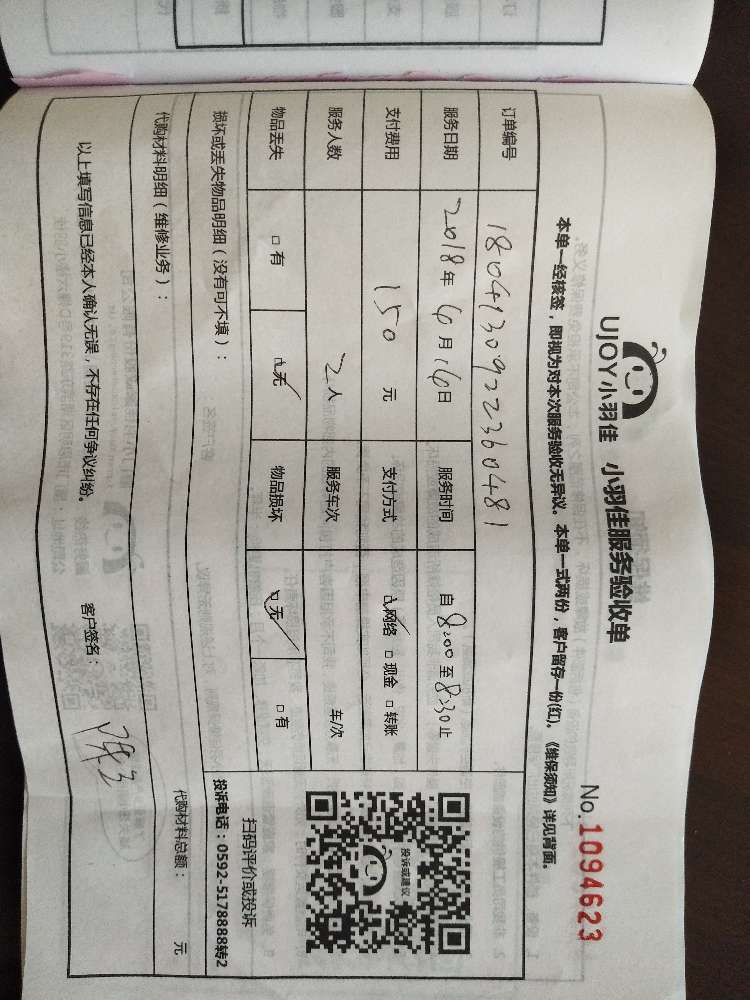 UJOY小羽佳 小羽佳服务验收单
No.1094623
本单一经核签，即视为对本次服务验收无异议。本单一式两份，客户留存一份(红)。《维保须知》详见背面。
订单编号 1804130922360481
服务日期 2018年4月16日 服务时间 自8:00至8:30止
支付费用 150元 支付方式 网络 现金 转账
服务人数 2人 服务车次 车/次
物品丢失 有 无 物品损坏 无 有
投诉或建议
扫码评价或投诉
投诉电话：0592-5178888转2
损坏或丢失物品明细（没有可不填）：
代购材料明细（维修业务）： 代购材料总额： 元
以上填写信息已经本人确认无误，不存在任何争议纠纷。 客户签名：